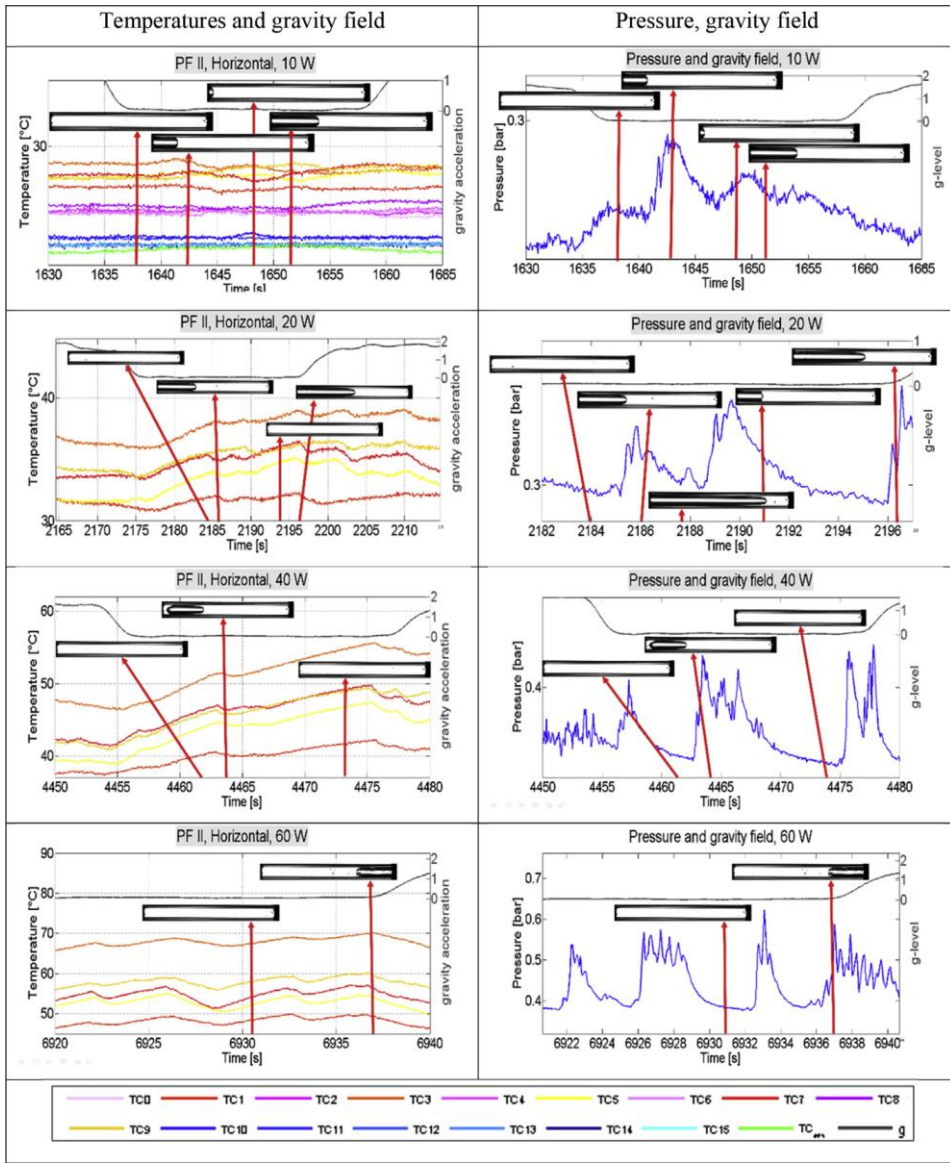 Temperatures and gravity field
Pressure, gravity field
PF II, Horizontal, 10 W
Temperature [°C]
30
1
0
gravity acceleration
1630 1640 1645 1650 1655 1660 1665
Time [s]
Pressure and gravity field, 10 W
Pressure [bar]
0.3
2
1
0
g-level
1630 1635 1640 1645 1650 1655 1660 1665
Time [s]
PF II, Horizontal, 20 W
Temperature [°C]
40
30
2
1
0
gravity acceleration
2165 2170 2175 2180 2185 2190 2195 2200 2205 2210
Time [s]
Pressure and gravity field, 20 W
Pressure [bar]
0.3
1
0
g-level
2182 2184 2186 2188 2190 2192 2194 2196
Time [s]
PF II, Horizontal, 40 W
Temperature [°C]
60
50
40
2
1
0
gravity acceleration
4450 4455 4460 4465 4470 4475 4480
Time [s]
Pressure and gravity field, 40 W
Pressure [bar]
0.4
1
0
g-level
4450 4455 4460 4465 4470 4475 4480
Time [s]
PF II, Horizontal, 60 W
Temperature [°C]
90
80
70
60
50
2
1
0
gravity acceleration
6920 6925 6930 6935 6940
Time [s]
Pressure and gravity field, 60 W
Pressure [bar]
0.7
0.6
0.5
0.4
2
1
0
g-level
6922 6924 6926 6928 6930 6932 6934 6936 6938 6940
Time [s]
TC0 TC1 TC2 TC3 TC4 TC5 TC6 TC7 TC8
TC9 TC10 TC11 TC12 TC13 TC14 TC15 TC g